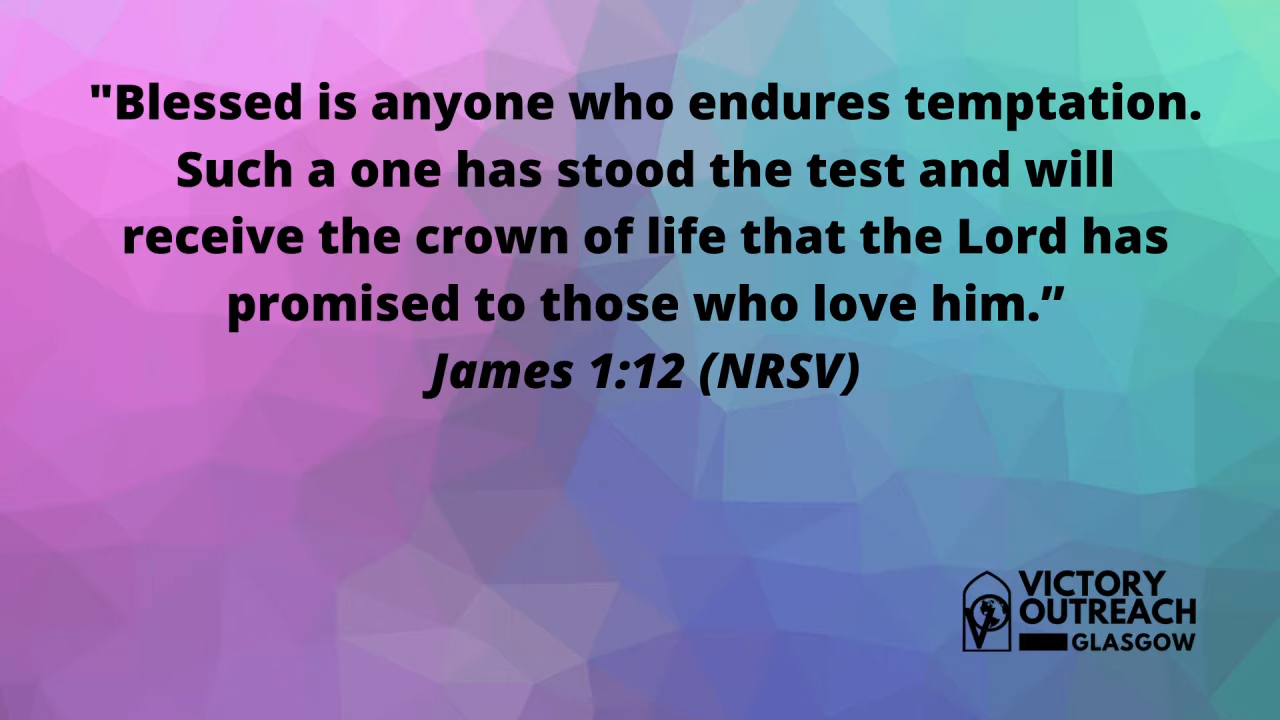 "Blessed is anyone who endures temptation.
Such a one has stood the test and will
receive the crown of life that the Lord has
promised to those who love him.”
James 1:12 (NRSV)
VICTORY
OUTREACH
GLASGOW